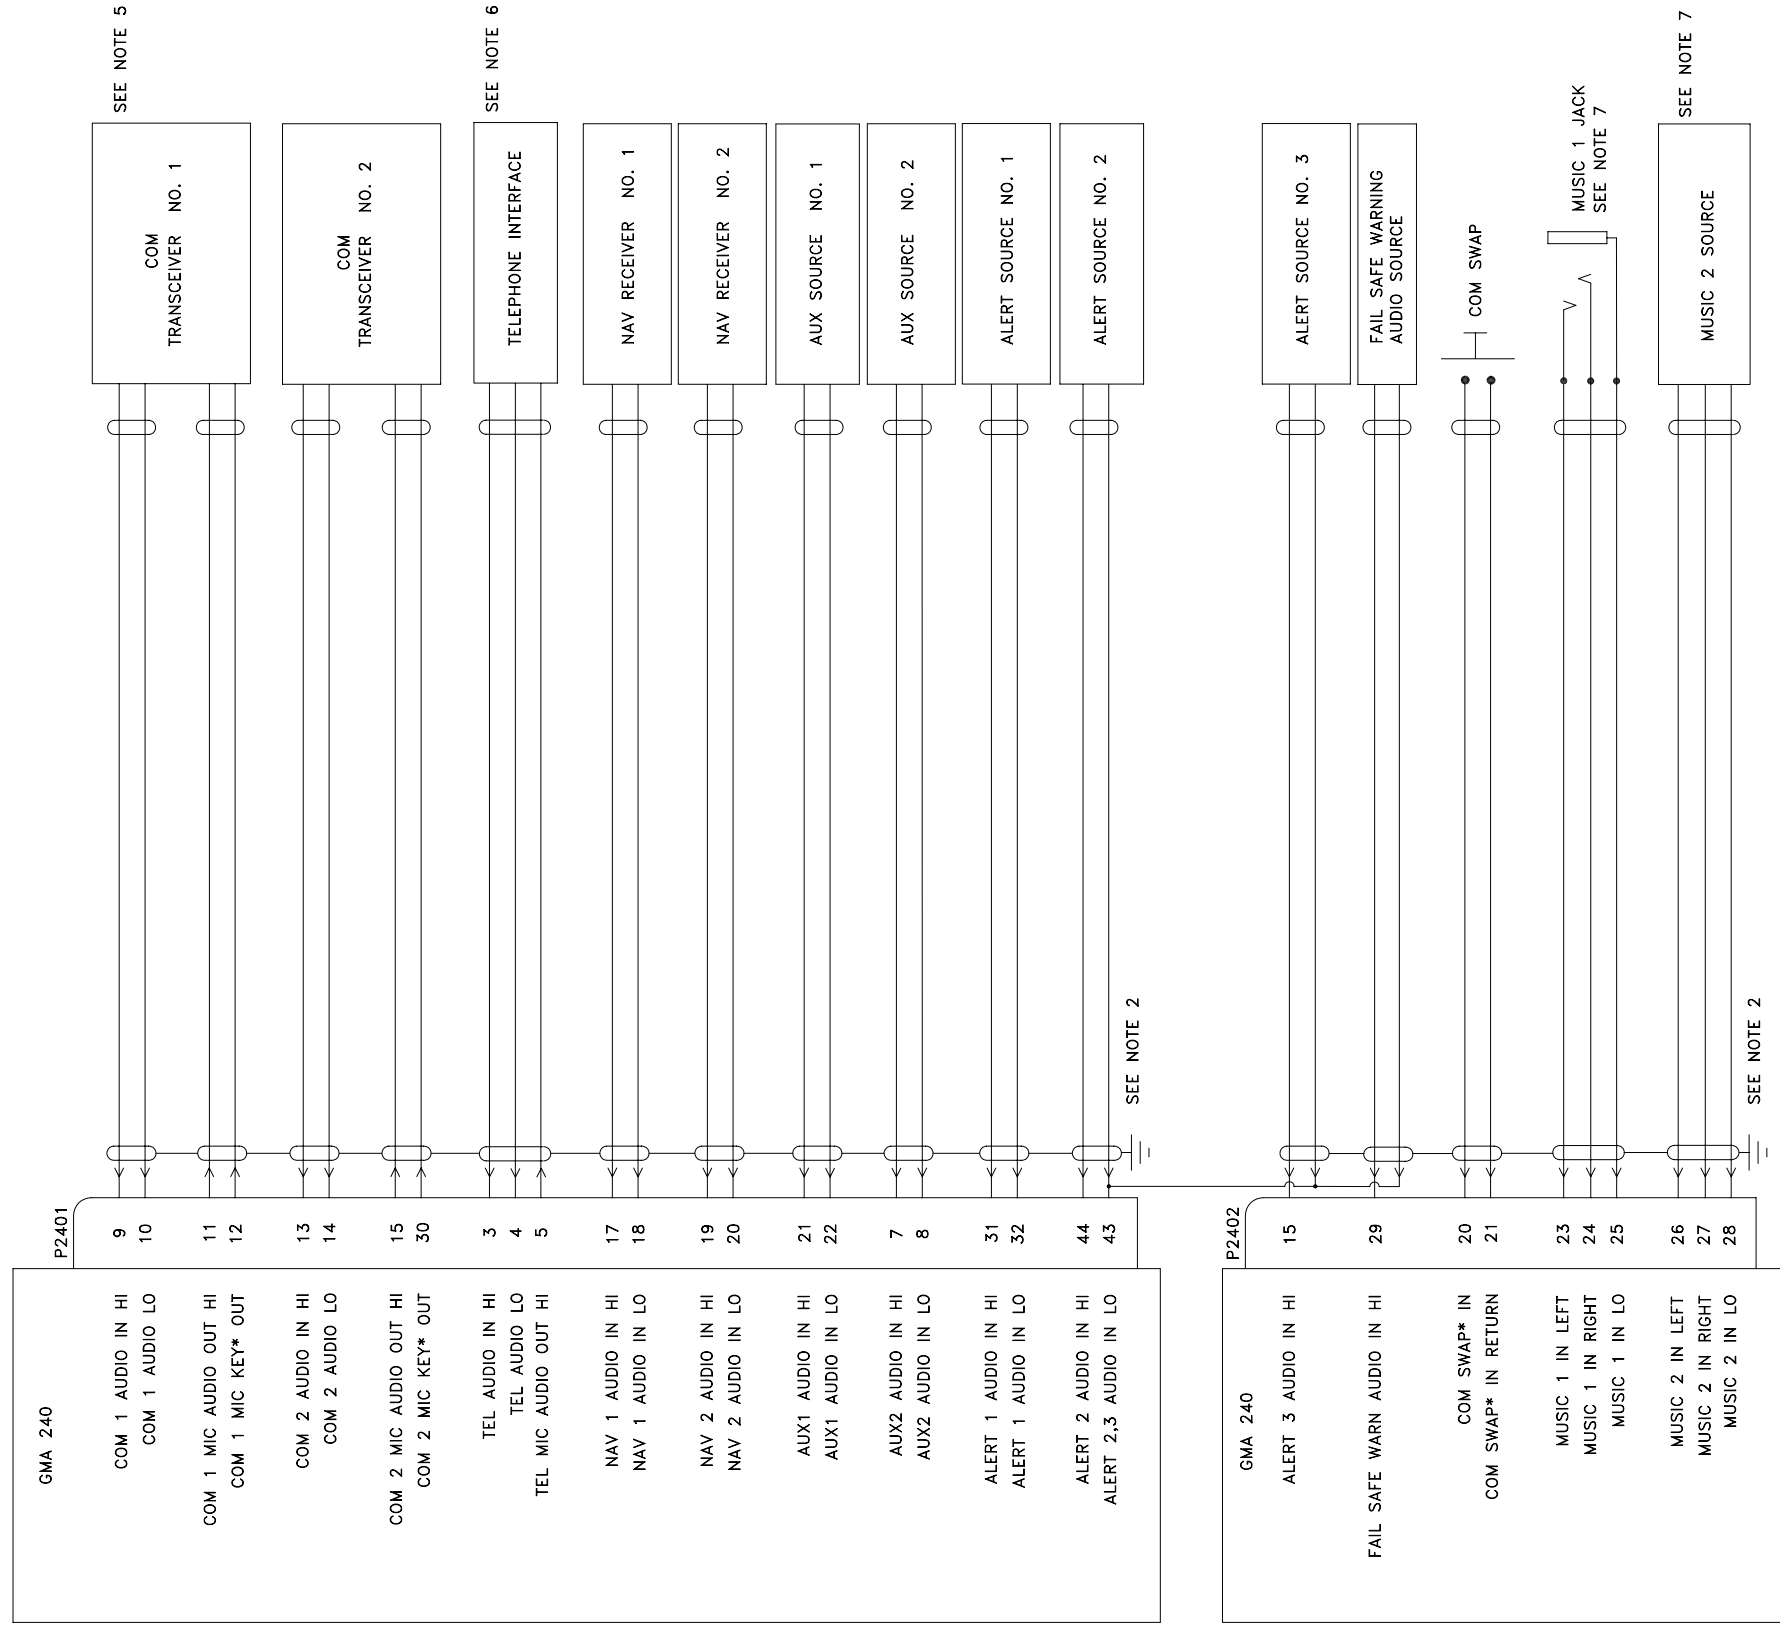 GMA 240
P2401
COM 1 AUDIO IN HI 9
COM 1 AUDIO LO 10
COM 1 MIC AUDIO OUT HI 11
COM 1 MIC KEY* OUT 12
COM
TRANSCEIVER NO. 1
SEE NOTE 5
COM 2 AUDIO IN HI 13
COM 2 AUDIO LO 14
COM 2 MIC AUDIO OUT HI 15
COM 2 MIC KEY* OUT 30
COM
TRANSCEIVER NO. 2
TEL AUDIO IN HI 3
TEL AUDIO LO 4
TEL MIC AUDIO OUT HI 5
TELEPHONE INTERFACE
SEE NOTE 6
NAV 1 AUDIO IN HI 17
NAV 1 AUDIO IN LO 18
NAV RECEIVER NO. 1
NAV 2 AUDIO IN HI 19
NAV 2 AUDIO IN LO 20
NAV RECEIVER NO. 2
AUX1 AUDIO IN HI 21
AUX1 AUDIO IN LO 22
AUX SOURCE NO. 1
AUX2 AUDIO IN HI 7
AUX2 AUDIO IN LO 8
AUX SOURCE NO. 2
ALERT 1 AUDIO IN HI 31
ALERT 1 AUDIO IN LO 32
ALERT SOURCE NO. 1
ALERT 2 AUDIO IN HI 44
ALERT 2,3 AUDIO IN LO 43
ALERT SOURCE NO. 2
SEE NOTE 2
GMA 240
P2402
ALERT 3 AUDIO IN HI 15
ALERT SOURCE NO. 3
FAIL SAFE WARN AUDIO IN HI 29
FAIL SAFE WARNING
AUDIO SOURCE
COM SWAP* IN 20
COM SWAP* IN RETURN 21
COM SWAP
MUSIC 1 IN LEFT 23
MUSIC 1 IN RIGHT 24
MUSIC 1 IN LO 25
MUSIC 1 JACK
SEE NOTE 7
MUSIC 2 IN LEFT 26
MUSIC 2 IN RIGHT 27
MUSIC 2 IN LO 28
MUSIC 2 SOURCE
SEE NOTE 7
SEE NOTE 2